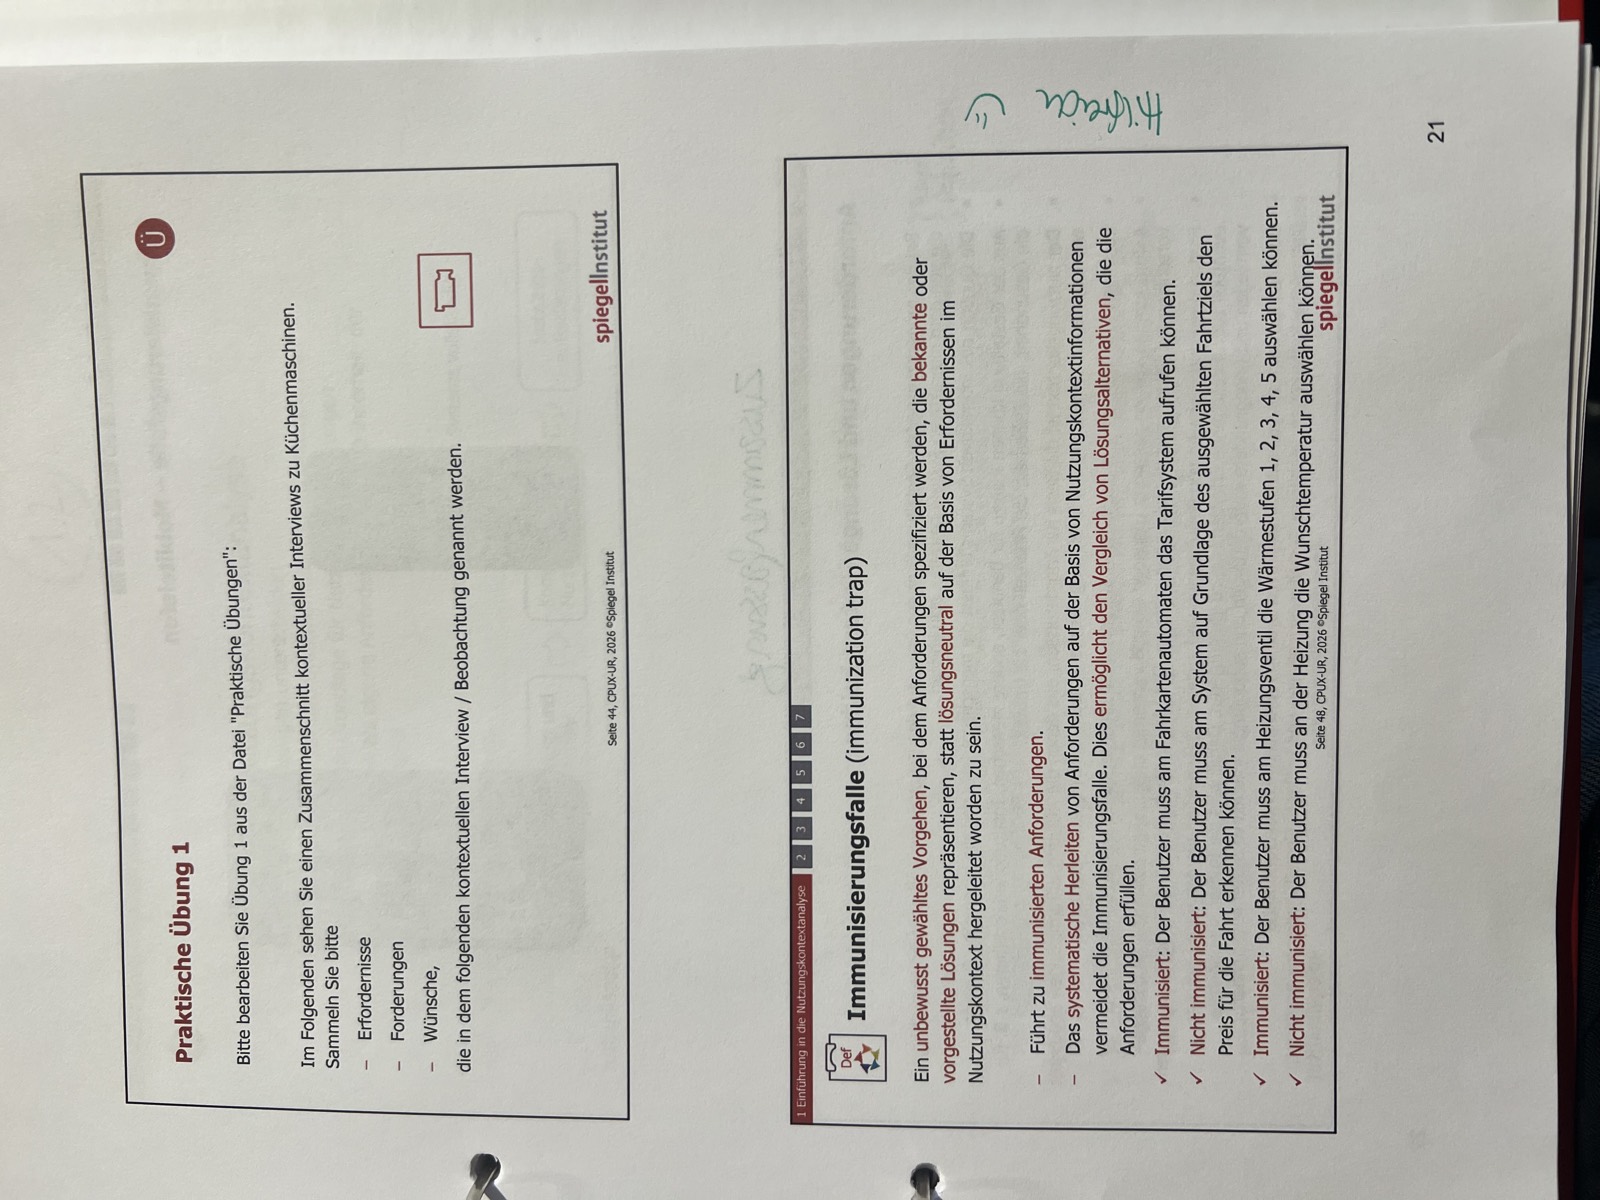 Praktische Übung 1
Ü
Bitte bearbeiten Sie Übung 1 aus der Datei "Praktische Übungen":
Im Folgenden sehen Sie einen Zusammenschnitt kontextueller Interviews zu Küchenmaschinen.
Sammeln Sie bitte
– Erfordernisse
– Forderungen
– Wünsche,
die in dem folgenden kontextuellen Interview / Beobachtung genannt werden.
Seite 44, CPUX-UR, 2026 ©Spiegel Institut
spiegelInstitut
Zusammenfassung
1 Einführung in die Nutzungskontextanalyse 2 3 4 5 6 7
Def
Immunisierungsfalle (immunization trap)
Ein unbewusst gewähltes Vorgehen, bei dem Anforderungen spezifiziert werden, die bekannte oder
vorgestellte Lösungen repräsentieren, statt lösungsneutral auf der Basis von Erfordernissen im
Nutzungskontext hergeleitet worden zu sein.
– Führt zu immunisierten Anforderungen.
– Das systematische Herleiten von Anforderungen auf der Basis von Nutzungskontextinformationen
vermeidet die Immunisierungsfalle. Dies ermöglicht den Vergleich von Lösungsalternativen, die die
Anforderungen erfüllen.
✓ Immunisiert: Der Benutzer muss am Fahrkartenautomaten das Tarifsystem aufrufen können.
✓ Nicht immunisiert: Der Benutzer muss am System auf Grundlage des ausgewählten Fahrtziels den
Preis für die Fahrt erkennen können.
✓ Immunisiert: Der Benutzer muss am Heizungsventil die Wärmestufen 1, 2, 3, 4, 5 auswählen können.
✓ Nicht immunisiert: Der Benutzer muss an der Heizung die Wunschtemperatur auswählen können.
Seite 48, CPUX-UR, 2026 ©Spiegel Institut
spiegelInstitut
Hilfreich
21